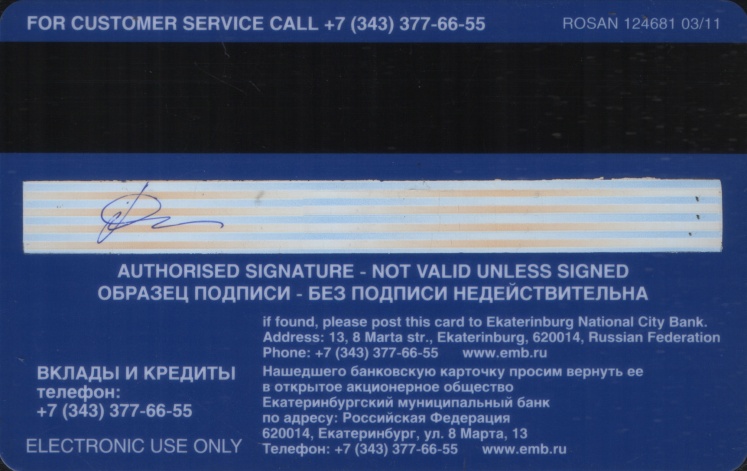 FOR CUSTOMER SERVICE CALL +7 (343) 377-66-55
ROSAN 124681 03/11
AUTHORISED SIGNATURE - NOT VALID UNLESS SIGNED
ОБРАЗЕЦ ПОДПИСИ - БЕЗ ПОДПИСИ НЕДЕЙСТВИТЕЛЬНА
if found, please post this card to Ekaterinburg National City Bank.
Address: 13, 8 Marta str., Ekaterinburg, 620014, Russian Federation
Phone: +7 (343) 377-66-55 www.emb.ru
ВКЛАДЫ И КРЕДИТЫ
телефон:
+7 (343) 377-66-55
Нашедшего банковскую карточку просим вернуть ее
в открытое акционерное общество
Екатеринбургский муниципальный банк
по адресу: Российская Федерация
620014, Екатеринбург, ул. 8 Марта, 13
Телефон: +7 (343) 377-66-55 www.emb.ru
ELECTRONIC USE ONLY